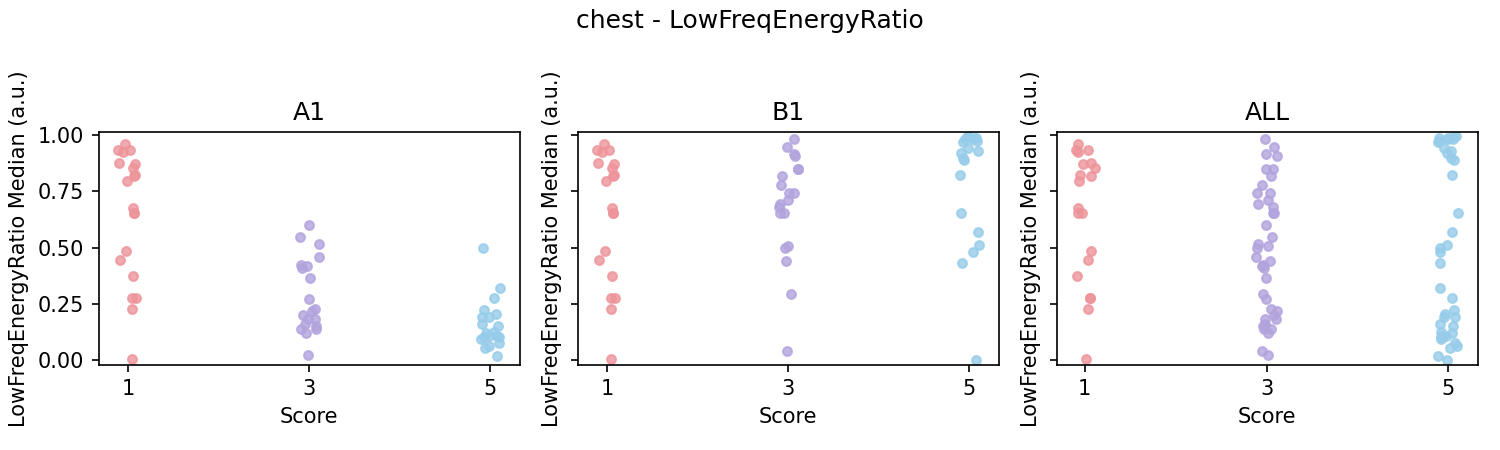 chest - LowFreqEnergyRatio
A1
LowFreqEnergyRatio Median (a.u.)
1.00
0.75
0.50
0.25
0.00
1 3 5
Score
B1
LowFreqEnergyRatio Median (a.u.)
1 3 5
Score
ALL
LowFreqEnergyRatio Median (a.u.)
1 3 5
Score